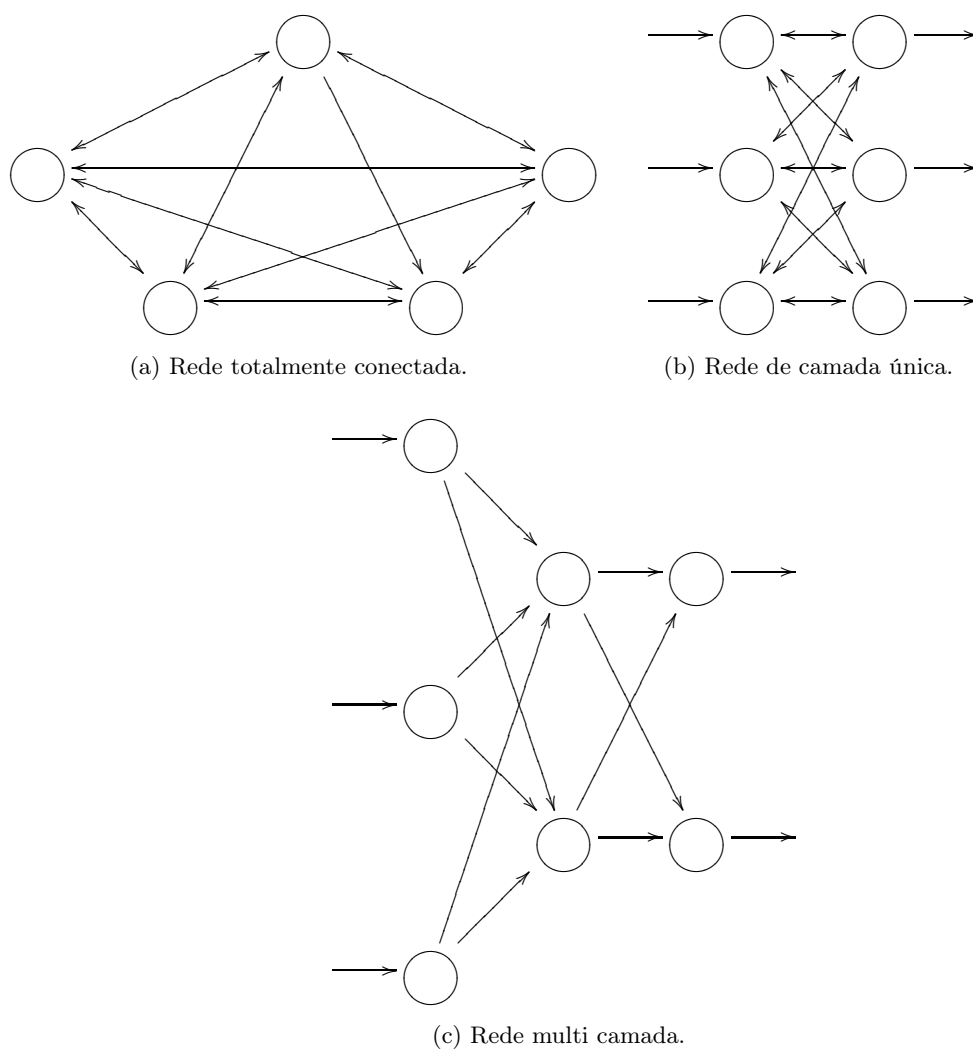 (a) Rede totalmente conectada.
(b) Rede de camada única.
(c) Rede multi camada.